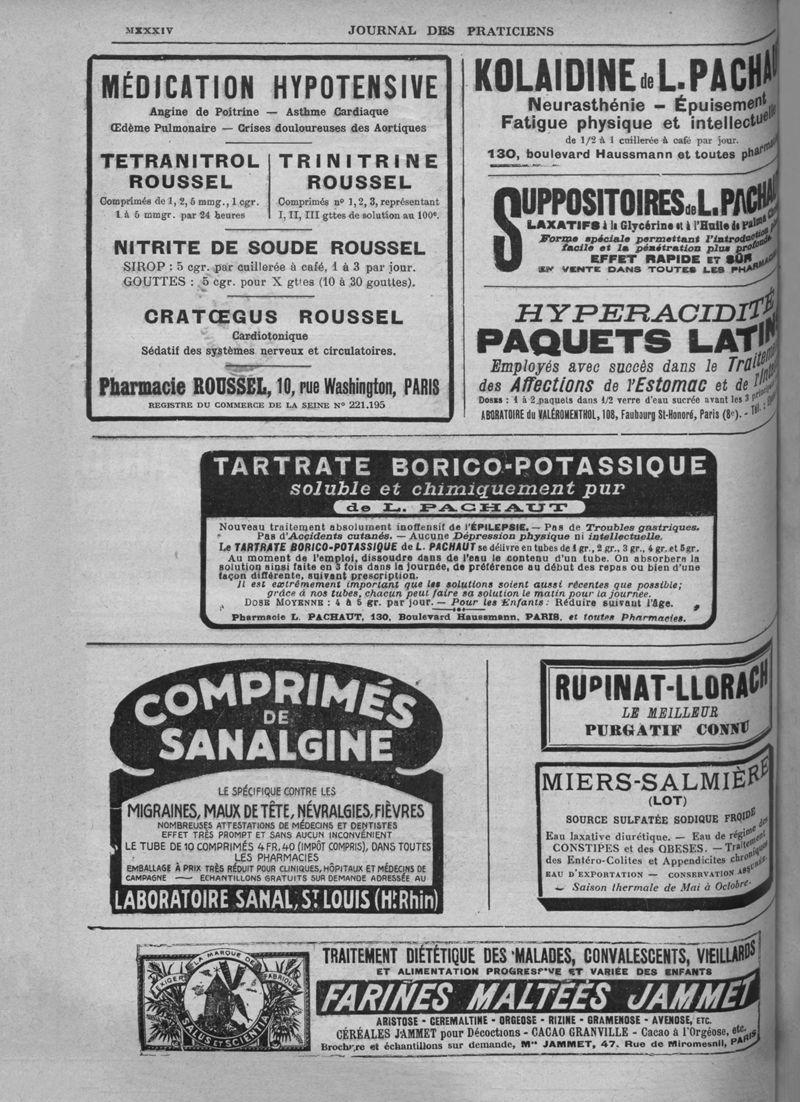 MXXXIV
JOURNAL DES PRATICIENS
MÉDICATION HYPOTENSIVE
Angine de Poitrine — Asthme Cardiaque
Œdème Pulmonaire — Crises douloureuses des Aortiques
TETRANITROL
ROUSSEL
Comprimés de 1, 2, 5 mmg., 1 cgr.
1 à 5 mmgr. par 24 heures
TRINITRINE
ROUSSEL
Comprimés nº 1, 2, 3, représentant
I, II, III gttes de solution au 100e.
NITRITE DE SOUDE ROUSSEL
SIROP : 5 cgr. par cuillerée à café, 1 à 3 par jour.
GOUTTES : 5 cgr. pour X gttes (10 à 30 gouttes).
CRATŒGUS ROUSSEL
Cardiotonique
Sédatif des systèmes nerveux et circulatoires.
Pharmacie ROUSSEL, 10, rue Washington, PARIS
REGISTRE DU COMMERCE DE LA SEINE Nº 221.195
KOLAIDINE de L. PACHAU
Neurasthénie — Épuisement
Fatigue physique et intellectuelle
de 1/2 à 1 cuillerée à café par jour.
130, boulevard Haussmann et toutes pharma
SUPPOSITOIRES de L. PACHAU
LAXATIFS à la Glycérine et à l'Huile de Palma
Forme spéciale permettant l'introduction
facile et la pénétration plus profonde
EFFET RAPIDE ET SÛR
EN VENTE DANS TOUTES LES PHARMAC
HYPERACIDITÉ
PAQUETS LATIN
Employés avec succès dans le Traitement
des Affections de l'Estomac et de l'Inte
DOSES : 1 à 2 paquets dans 1/2 verre d'eau sucrée avant les 3 principa
ABORATOIRE du VALÉROMENTHOL, 108, Faubourg St-Honoré, Paris (8e). - Tél. :
TARTRATE BORICO-POTASSIQUE
soluble et chimiquement pur
de L. PACHAUT
Nouveau traitement absolument inoffensif de l'ÉPILEPSIE. — Pas de Troubles gastriques.
Pas d'Accidents cutanés. — Aucune Dépression physique ni intellectuelle.
Le TARTRATE BORICO-POTASSIQUE de L. PACHAUT se délivre en tubes de 1 gr., 2 gr., 3 gr., 4 gr. et 5 gr.
Au moment de l'emploi, dissoudre dans de l'eau le contenu d'un tube. On absorbera la
solution ainsi faite en 3 fois dans la journée, de préférence au début des repas ou bien d'une
façon différente, suivant prescription.
Il est extrêmement important que les solutions soient aussi récentes que possible;
grâce à nos tubes, chacun peut faire sa solution le matin pour la journée.
DOSE MOYENNE : 4 à 5 gr. par jour. — Pour les Enfants : Réduire suivant l'âge.
Pharmacie L. PACHAUT, 130, Boulevard Haussmann, PARIS, et toutes Pharmacies.
COMPRIMÉS
DE
SANALGINE
LE SPÉCIFIQUE CONTRE LES
MIGRAINES, MAUX DE TÊTE, NÉVRALGIES, FIÈVRES
NOMBREUSES ATTESTATIONS DE MÉDECINS ET DENTISTES
EFFET TRÈS PROMPT ET SANS AUCUN INCONVÉNIENT
LE TUBE DE 10 COMPRIMÉS 4 FR. 40 (IMPÔT COMPRIS), DANS TOUTES
LES PHARMACIES
EMBALLAGE À PRIX TRÈS RÉDUIT POUR CLINIQUES, HÔPITAUX ET MÉDECINS DE
CAMPAGNE — ECHANTILLONS GRATUITS SUR DEMANDE ADRESSÉE AU
LABORATOIRE SANAL, ST LOUIS (Ht Rhin)
RUPINAT-LLORACH
LE MEILLEUR
PURGATIF CONNU
MIERS-SALMIÈRE
(LOT)
SOURCE SULFATÉE SODIQUE FROIDE
Eau laxative diurétique. — Eau de régime des
CONSTIPES et des OBESES. — Traitement
des Entéro-Colites et Appendicites chroniques
EAU D'EXPORTATION — CONSERVATION ABSOLUE.
Saison thermale de Mai à Octobre.
EXIGER LA MARQUE DE FABRIQUE
SALUS ET SCIENTIA
TRAITEMENT DIÉTÉTIQUE DES MALADES, CONVALESCENTS, VIEILLARDS
ET ALIMENTATION PROGRESSIVE ET VARIÉE DES ENFANTS
FARINES MALTÉES JAMMET
ARISTOSE - CEREMALTINE - ORGEOSE - RIZINE - GRAMENOSE - AVENOSE, ETC.
CÉRÉALES JAMMET pour Décoctions - CACAO GRANVILLE - Cacao à l'Orgéose, etc.
Brochure et échantillons sur demande, Mon JAMMET, 47, Rue de Miromesnil, PARIS